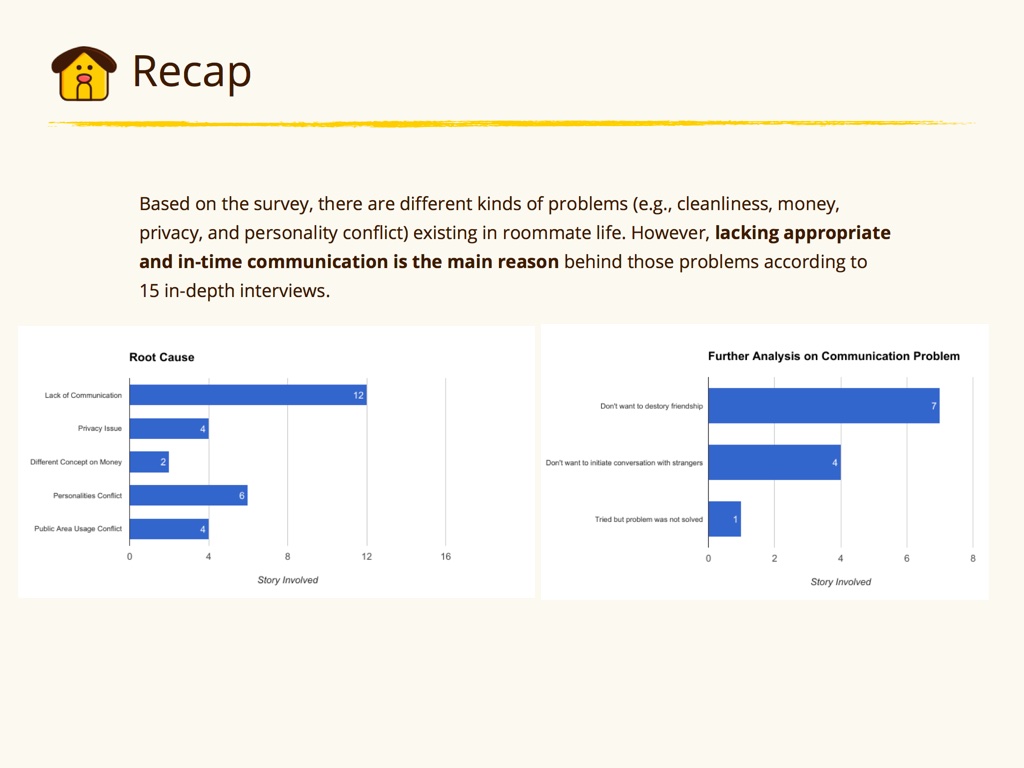 Recap
Based on the survey, there are different kinds of problems (e.g., cleanliness, money,
privacy, and personality conflict) existing in roommate life. However, lacking appropriate
and in-time communication is the main reason behind those problems according to
15 in-depth interviews.
Root Cause
Lack of Communication 12
Privacy Issue 4
Different Concept on Money 2
Personalities Conflict 6
Public Area Usage Conflict 4
0 4 8 12 16
Story Involved
Further Analysis on Communication Problem
Don't want to destory friendship 7
Don't want to initiate conversation with strangers 4
Tried but problem was not solved 1
0 2 4 6 8
Story Involved